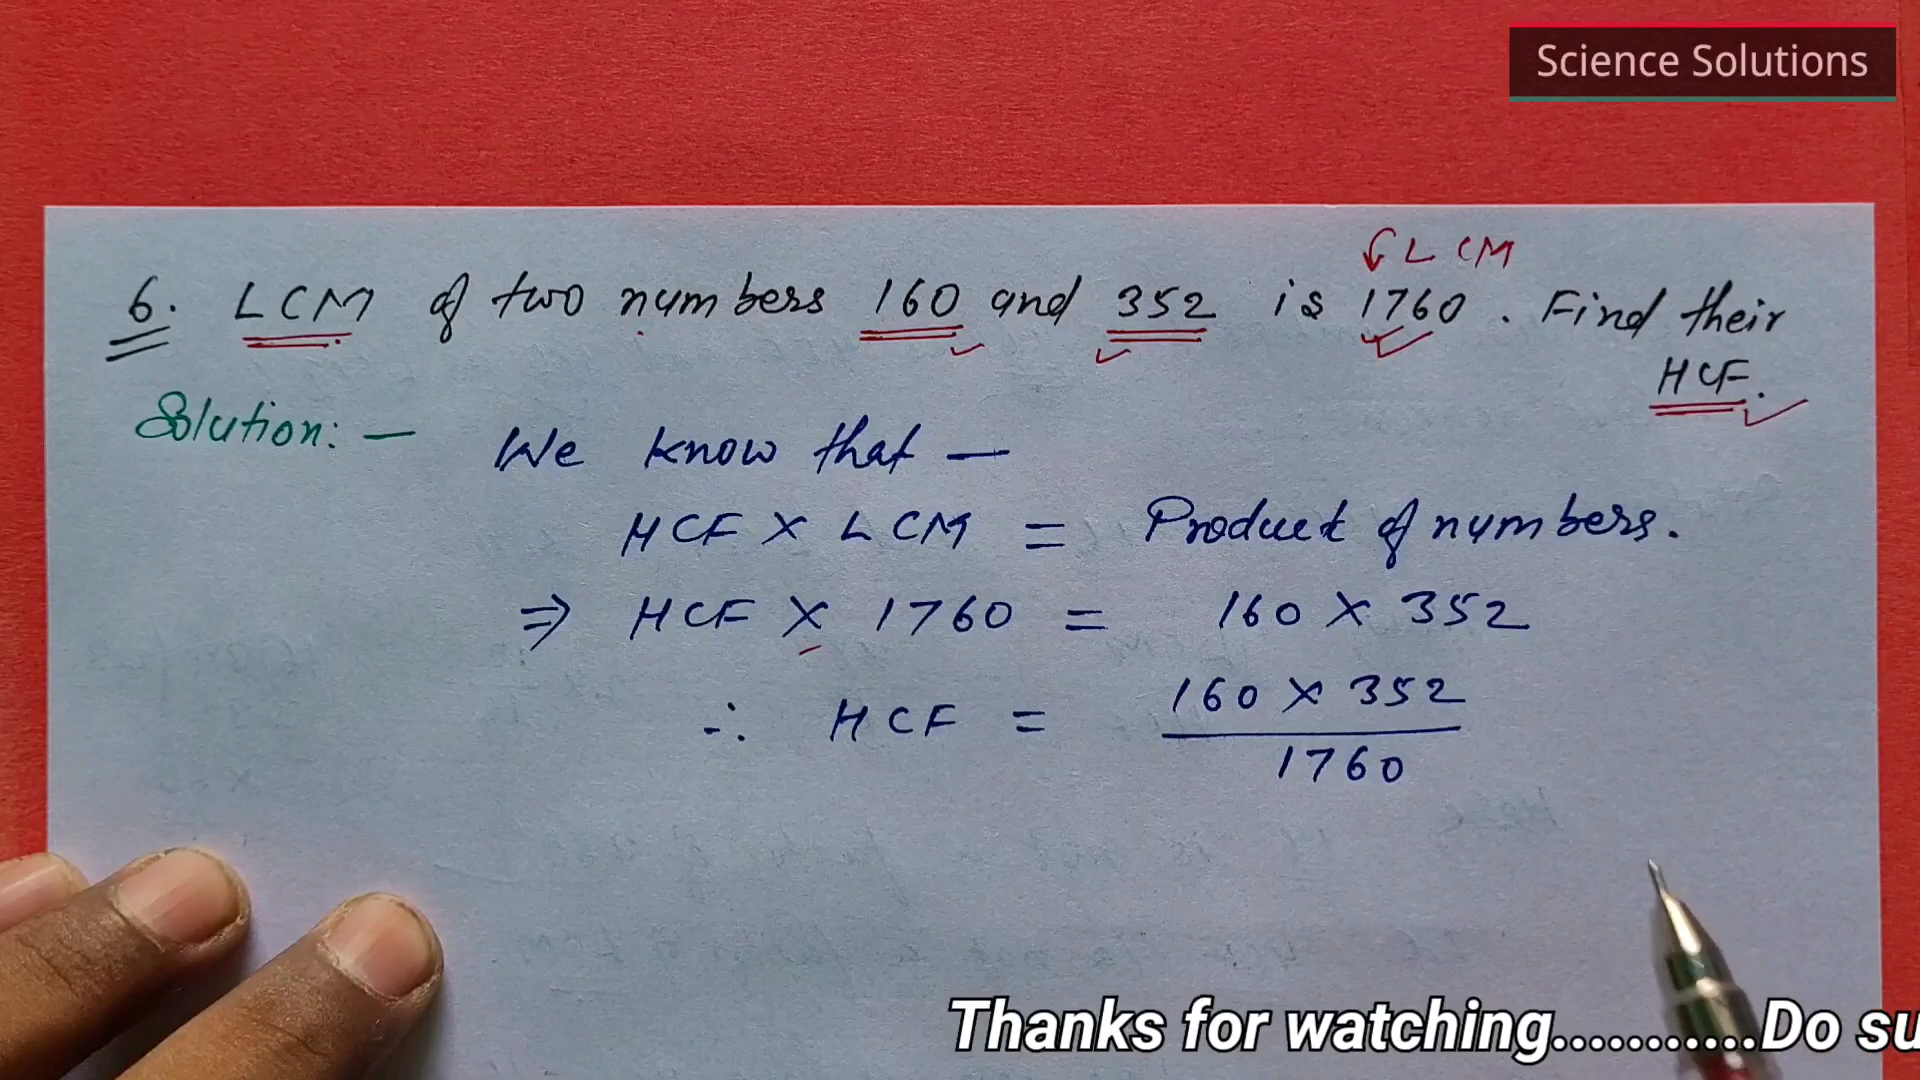 Science Solutions
LCM
6. LCM of two numbers 160 and 352 is 1760. Find their
HCF.
Solution:- We know that —
HCF × LCM = Product of numbers.
⇒ HCF × 1760 = 160 × 352
∴ HCF = 160 × 352
1760
Thanks for watching...........Do su